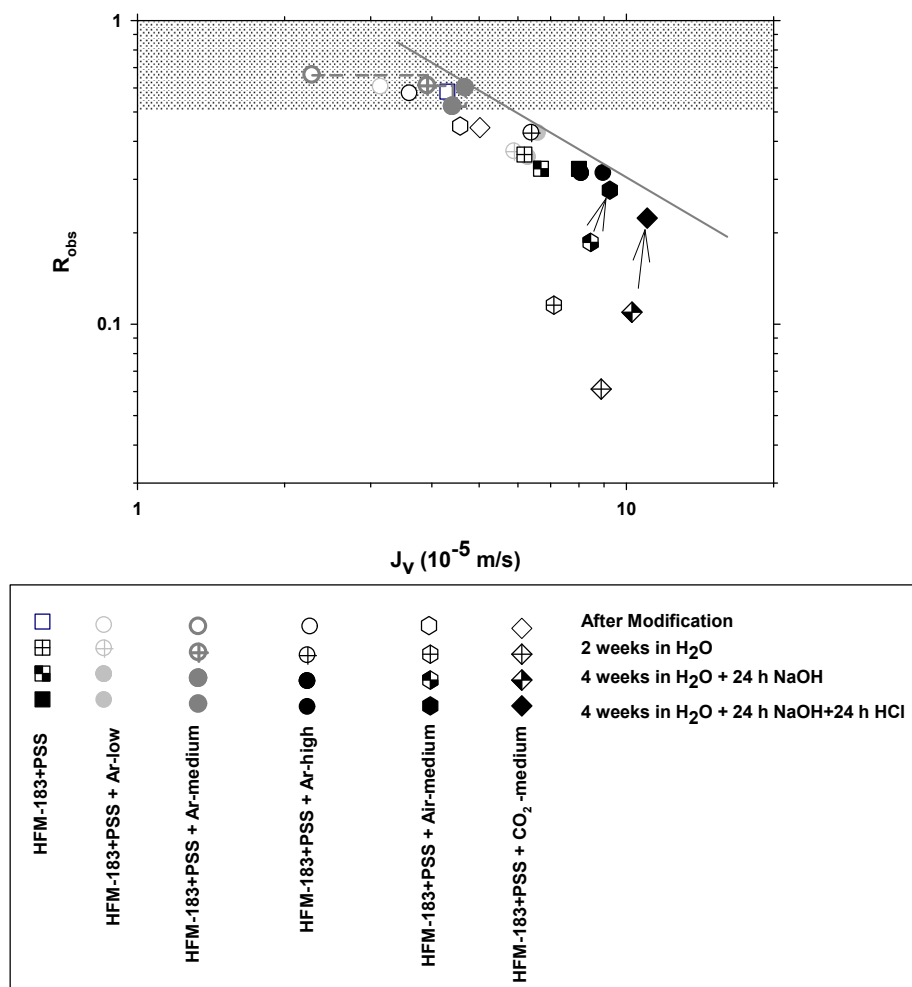 1
0.1
R obs
1
10
J V (10 -5 m/s)
After Modification
2 weeks in H2O
4 weeks in H2O + 24 h NaOH
4 weeks in H2O + 24 h NaOH+24 h HCl
HFM-183+PSS
HFM-183+PSS + Ar-low
HFM-183+PSS + Ar-medium
HFM-183+PSS + Ar-high
HFM-183+PSS + Air-medium
HFM-183+PSS + CO2 -medium